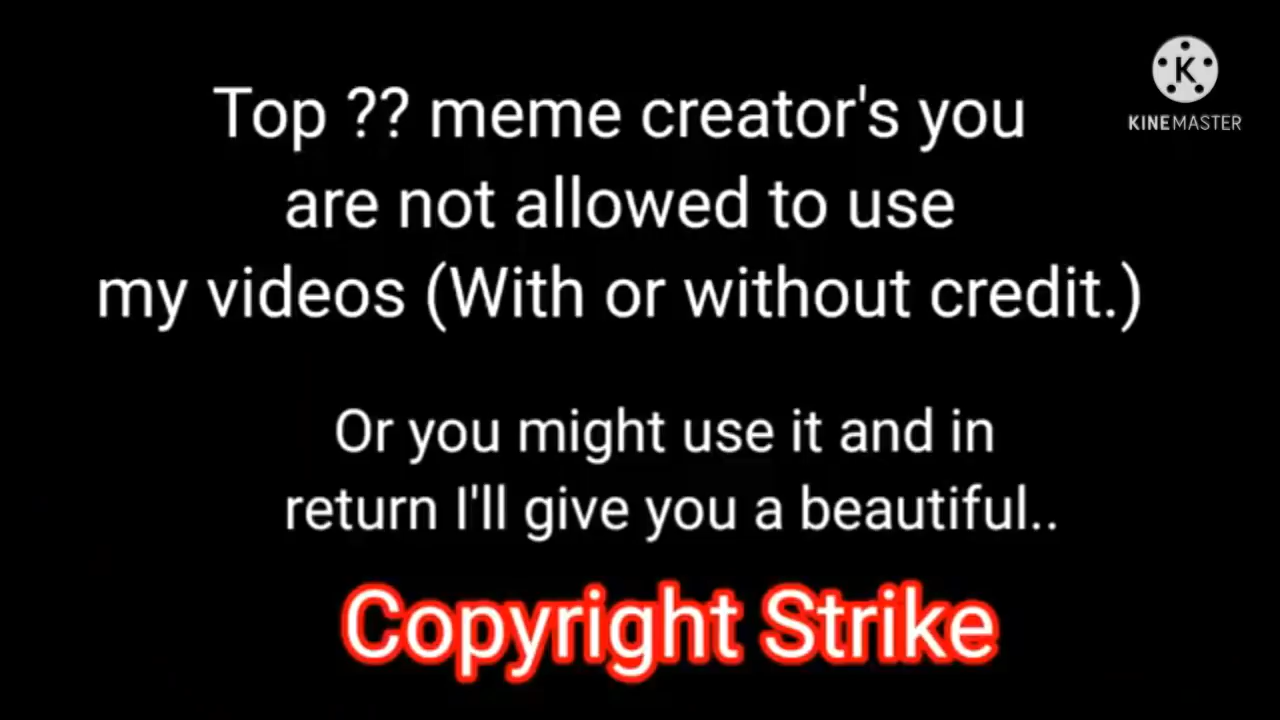 Top ?? meme creator's you
are not allowed to use
my videos (With or without credit.)
Or you might use it and in
return I'll give you a beautiful..
Copyright Strike
K
KINEMASTER